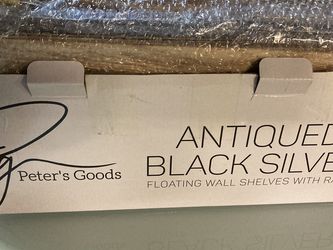 Peter's Goods
ANTIQUED
BLACK SILVE
FLOATING WALL SHELVES WITH RA